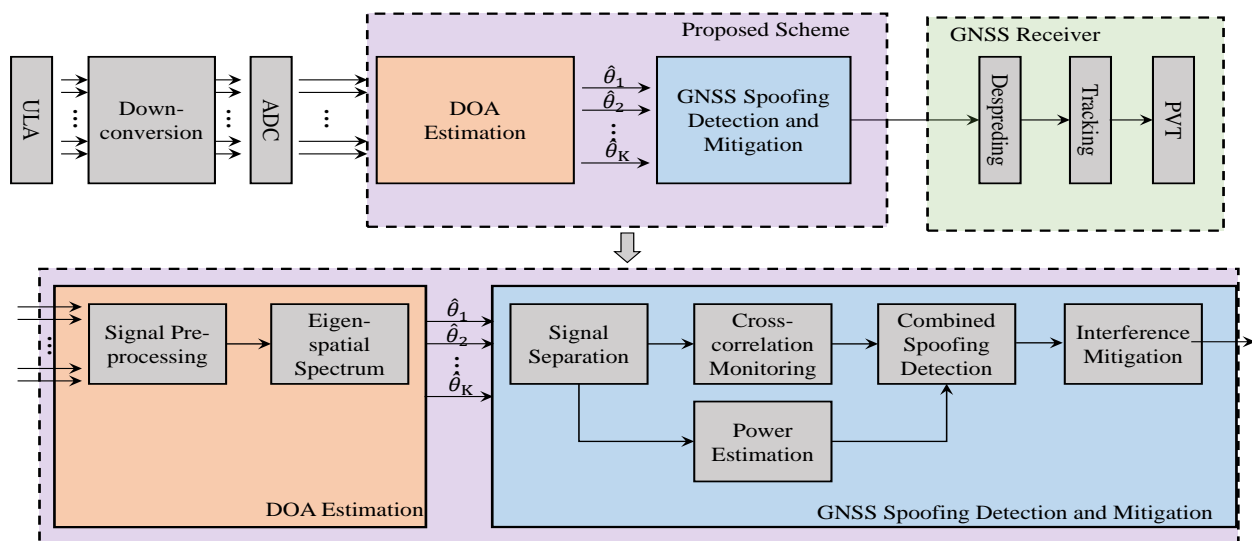 Proposed Scheme
GNSS Receiver
ULA
Down-
conversion
ADC
DOA
Estimation
θ̂₁
θ̂₂
...
θ̂_K
GNSS Spoofing
Detection and
Mitigation
Despreding
Tracking
PVT
Signal Pre-
processing
Eigen-
spatial
Spectrum
θ̂₁
θ̂₂
...
θ̂_K
Signal
Separation
Cross-
correlation
Monitoring
Combined
Spoofing
Detection
Interference
Mitigation
Power
Estimation
DOA Estimation
GNSS Spoofing Detection and Mitigation